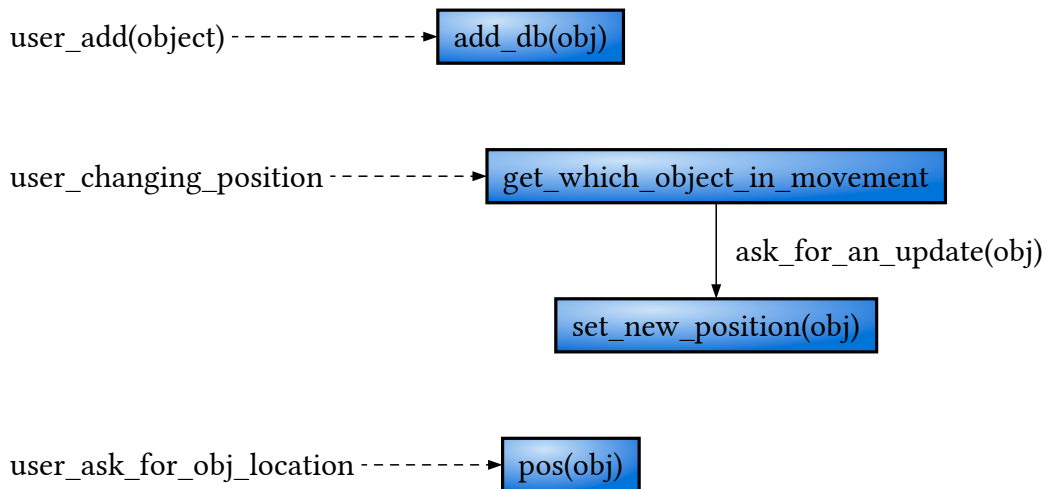 user_add(object)
add_db(obj)
user_changing_position
get_which_object_in_movement
ask_for_an_update(obj)
set_new_position(obj)
user_ask_for_obj_location
pos(obj)